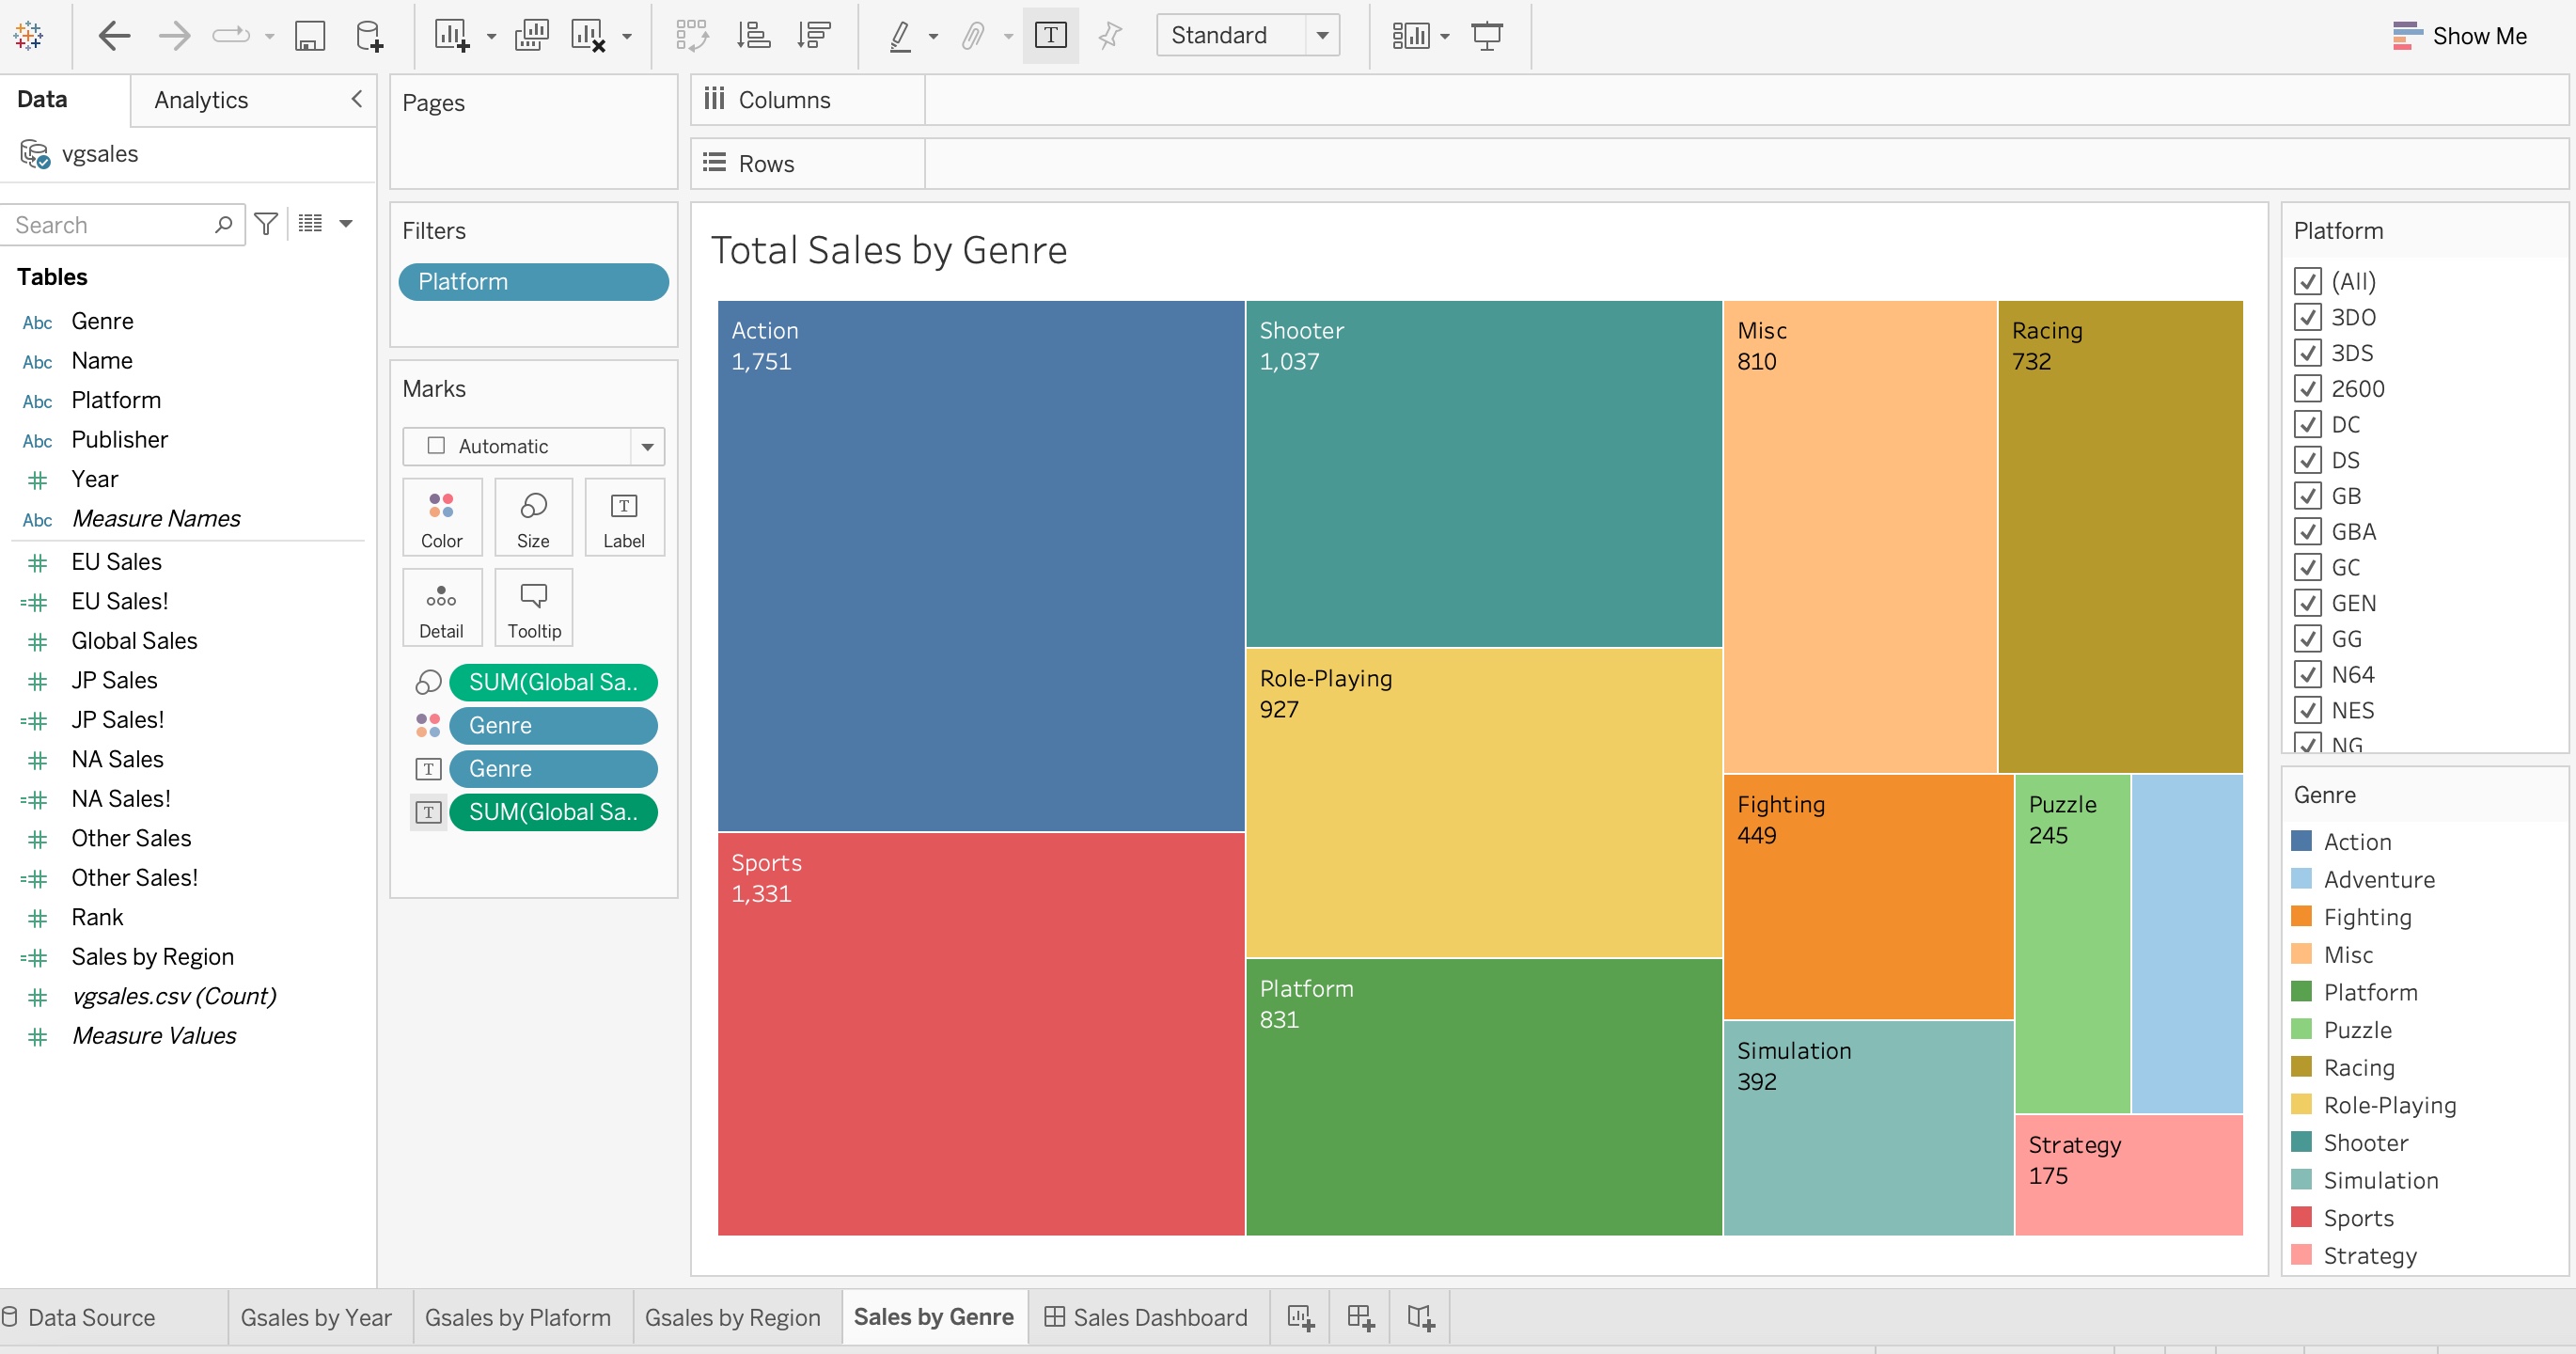 Standard
Show Me
Data
Analytics
Pages
Columns
vgsales
Rows
Search
Filters
Platform
Tables
Abc Genre
Abc Name
Abc Platform
Abc Publisher
Year
Abc Measure Names
EU Sales
EU Sales!
Global Sales
JP Sales
JP Sales!
NA Sales
NA Sales!
Other Sales
Other Sales!
Rank
Sales by Region
vgsales.csv (Count)
Measure Values
Marks
Automatic
Color
Size
Label
Detail
Tooltip
SUM(Global Sa..
Genre
Genre
SUM(Global Sa..
Total Sales by Genre
Action
1,751
Sports
1,331
Shooter
1,037
Role-Playing
927
Platform
831
Misc
810
Racing
732
Fighting
449
Simulation
392
Puzzle
245
Strategy
175
Platform
(All)
3DO
3DS
2600
DC
DS
GB
GBA
GC
GEN
GG
N64
NES
NG
Genre
Action
Adventure
Fighting
Misc
Platform
Puzzle
Racing
Role-Playing
Shooter
Simulation
Sports
Strategy
Data Source
Gsales by Year
Gsales by Plaform
Gsales by Region
Sales by Genre
Sales Dashboard